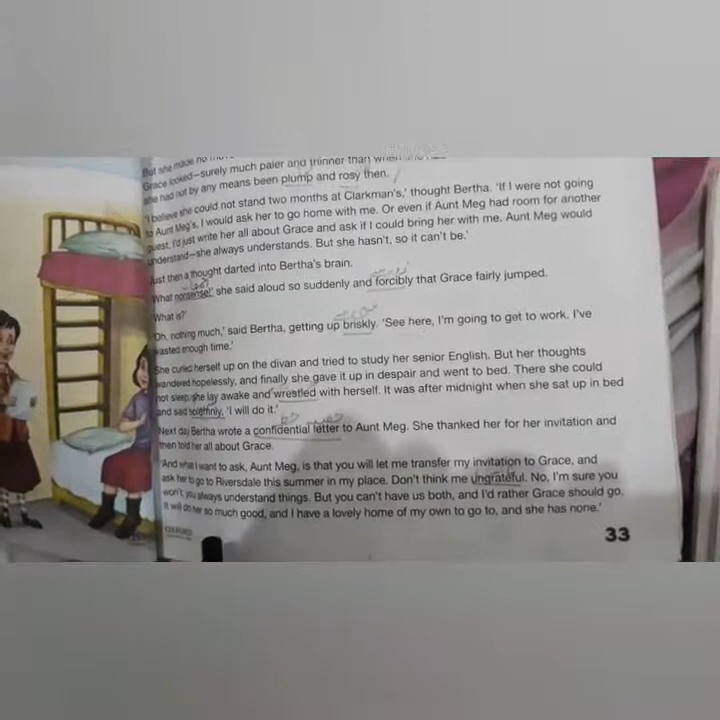 But she made no
Grace looked—surely much paler and thinner than when
she had not by any means been plump and rosy then.
'I believe she could not stand two months at Clarkman's,' thought Bertha. 'If I were not going
to Aunt Meg's, I would ask her to go home with me. Or even if Aunt Meg had room for another
guest, I'd just write her all about Grace and ask if I could bring her with me. Aunt Meg would
understand—she always understands. But she hasn't, so it can't be.'
Just then a thought darted into Bertha's brain.
'What nonsense!' she said aloud so suddenly and forcibly that Grace fairly jumped.
'What is?'
'Oh, nothing much,' said Bertha, getting up briskly. 'See here, I'm going to get to work. I've
wasted enough time.'
She curled herself up on the divan and tried to study her senior English. But her thoughts
wandered hopelessly, and finally she gave it up in despair and went to bed. There she could
not sleep; she lay awake and wrestled with herself. It was after midnight when she sat up in bed
and said solemnly, 'I will do it.'
Next day Bertha wrote a confidential letter to Aunt Meg. She thanked her for her invitation and
then told her all about Grace.
'And what I want to ask, Aunt Meg, is that you will let me transfer my invitation to Grace, and
ask her to go to Riversdale this summer in my place. Don't think me ungrateful. No, I'm sure you
won't, you always understand things. But you can't have us both, and I'd rather Grace should go.
It will do her so much good, and I have a lovely home of my own to go to, and she has none.'
OXFORD
33